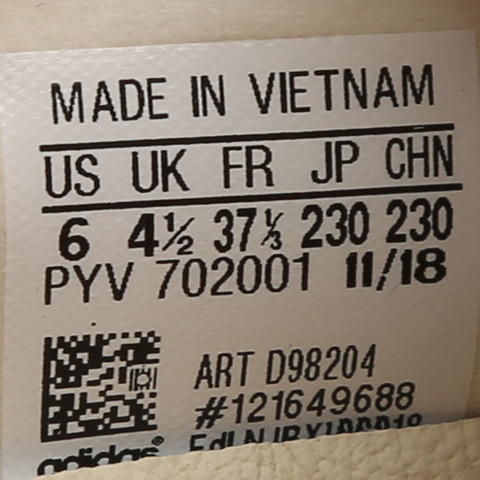 MADE IN VIETNAM
US UK FR JP CHN
6 4½ 37⅓ 230 230
PYV 702001 11/18
ART D98204
#121649688
adidas®